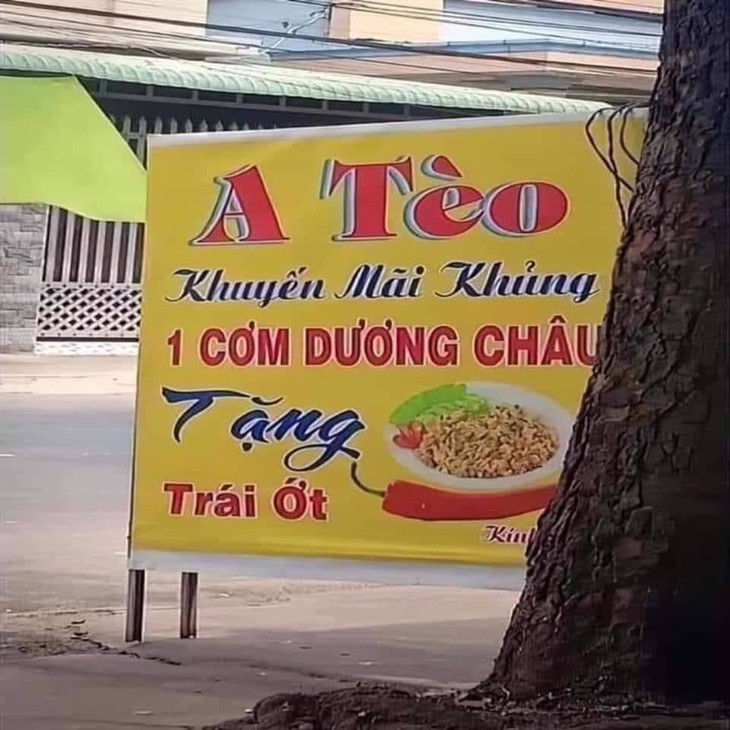 A Tèo
Khuyến Mãi Khủng
1 CƠM DƯƠNG CHÂU
Tặng
Trái Ớt